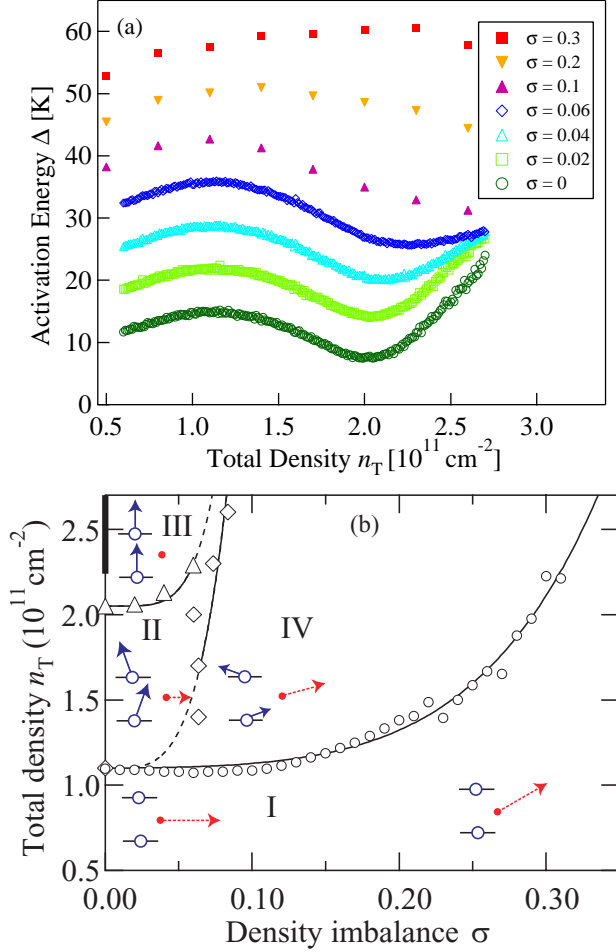 (a)
60
50
40
30
20
10
0
Activation Energy Δ [K]
σ = 0.3
σ = 0.2
σ = 0.1
σ = 0.06
σ = 0.04
σ = 0.02
σ = 0
0.5 1.0 1.5 2.0 2.5 3.0
Total Density n_T [10^11 cm^-2]
(b)
III
2.5
2.0
II
IV
1.5
1.0
I
0.5
Total density n_T (10^11 cm^-2)
0.00 0.10 0.20 0.30
Density imbalance σ